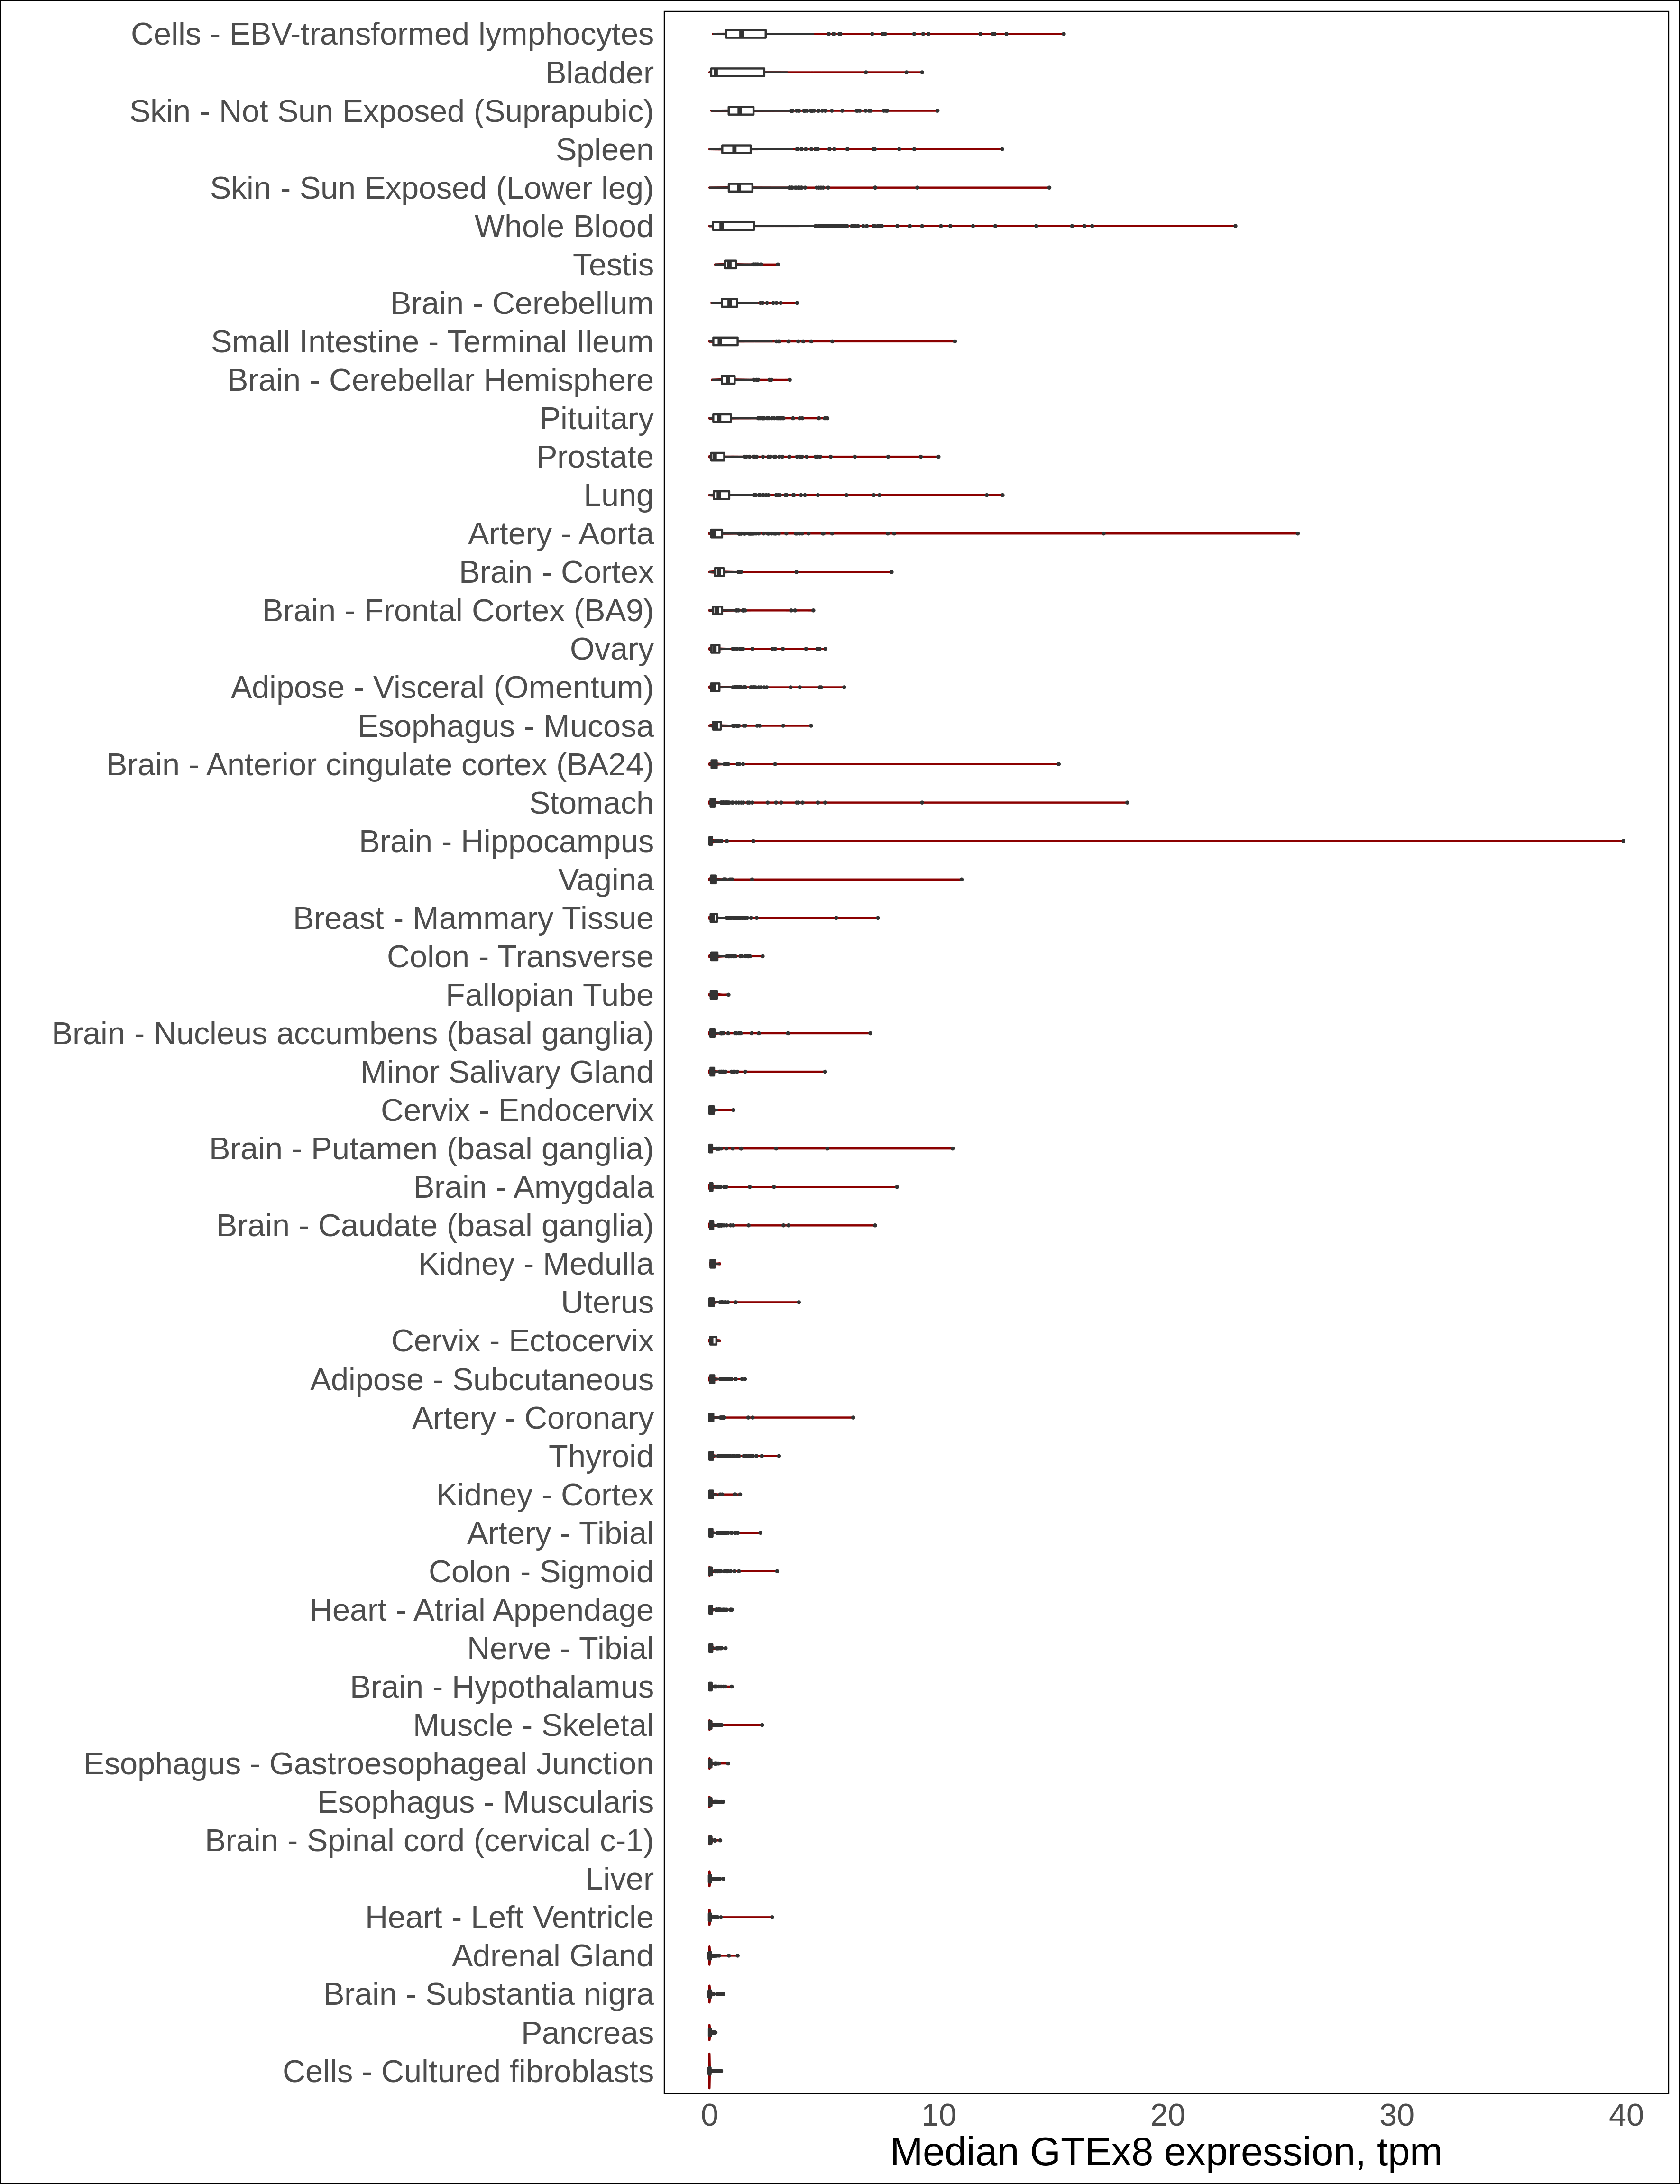 Cells - EBV-transformed lymphocytes
Bladder
Skin - Not Sun Exposed (Suprapubic)
Spleen
Skin - Sun Exposed (Lower leg)
Whole Blood
Testis
Brain - Cerebellum
Small Intestine - Terminal Ileum
Brain - Cerebellar Hemisphere
Pituitary
Prostate
Lung
Artery - Aorta
Brain - Cortex
Brain - Frontal Cortex (BA9)
Ovary
Adipose - Visceral (Omentum)
Esophagus - Mucosa
Brain - Anterior cingulate cortex (BA24)
Stomach
Brain - Hippocampus
Vagina
Breast - Mammary Tissue
Colon - Transverse
Fallopian Tube
Brain - Nucleus accumbens (basal ganglia)
Minor Salivary Gland
Cervix - Endocervix
Brain - Putamen (basal ganglia)
Brain - Amygdala
Brain - Caudate (basal ganglia)
Kidney - Medulla
Uterus
Cervix - Ectocervix
Adipose - Subcutaneous
Artery - Coronary
Thyroid
Kidney - Cortex
Artery - Tibial
Colon - Sigmoid
Heart - Atrial Appendage
Nerve - Tibial
Brain - Hypothalamus
Muscle - Skeletal
Esophagus - Gastroesophageal Junction
Esophagus - Muscularis
Brain - Spinal cord (cervical c-1)
Liver
Heart - Left Ventricle
Adrenal Gland
Brain - Substantia nigra
Pancreas
Cells - Cultured fibroblasts
0 10 20 30 40
Median GTEx8 expression, tpm